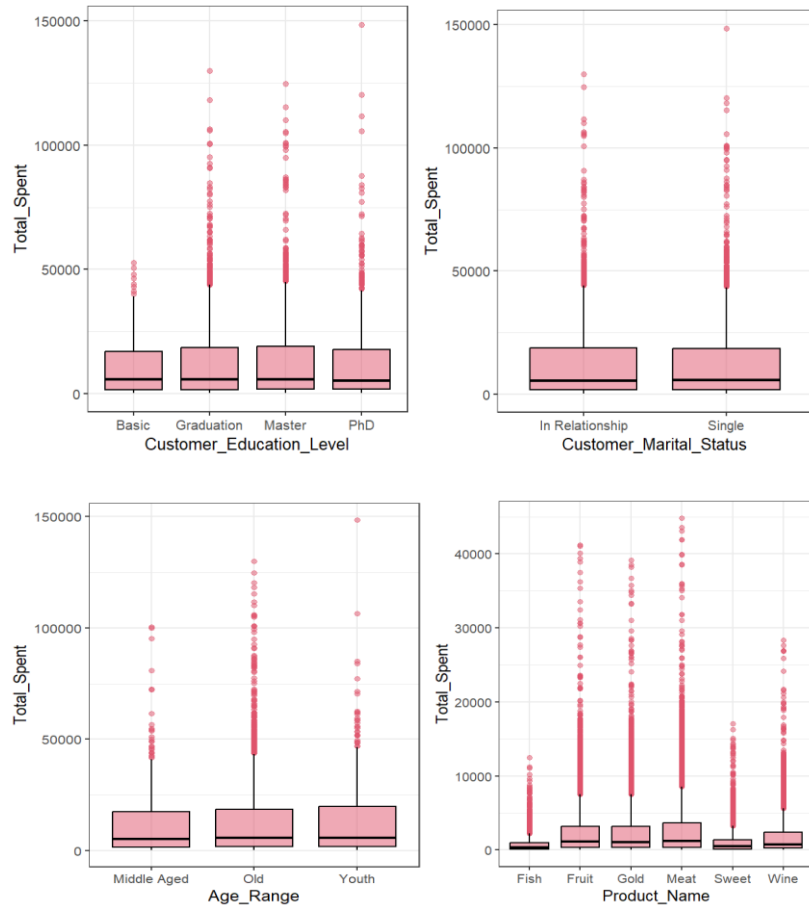 150000
100000
50000
0
Total_Spent
Basic Graduation Master PhD
Customer_Education_Level
150000
100000
50000
0
Total_Spent
In Relationship Single
Customer_Marital_Status
150000
100000
50000
0
Total_Spent
Middle Aged Old Youth
Age_Range
40000
30000
20000
10000
0
Total_Spent
Fish Fruit Gold Meat Sweet Wine
Product_Name